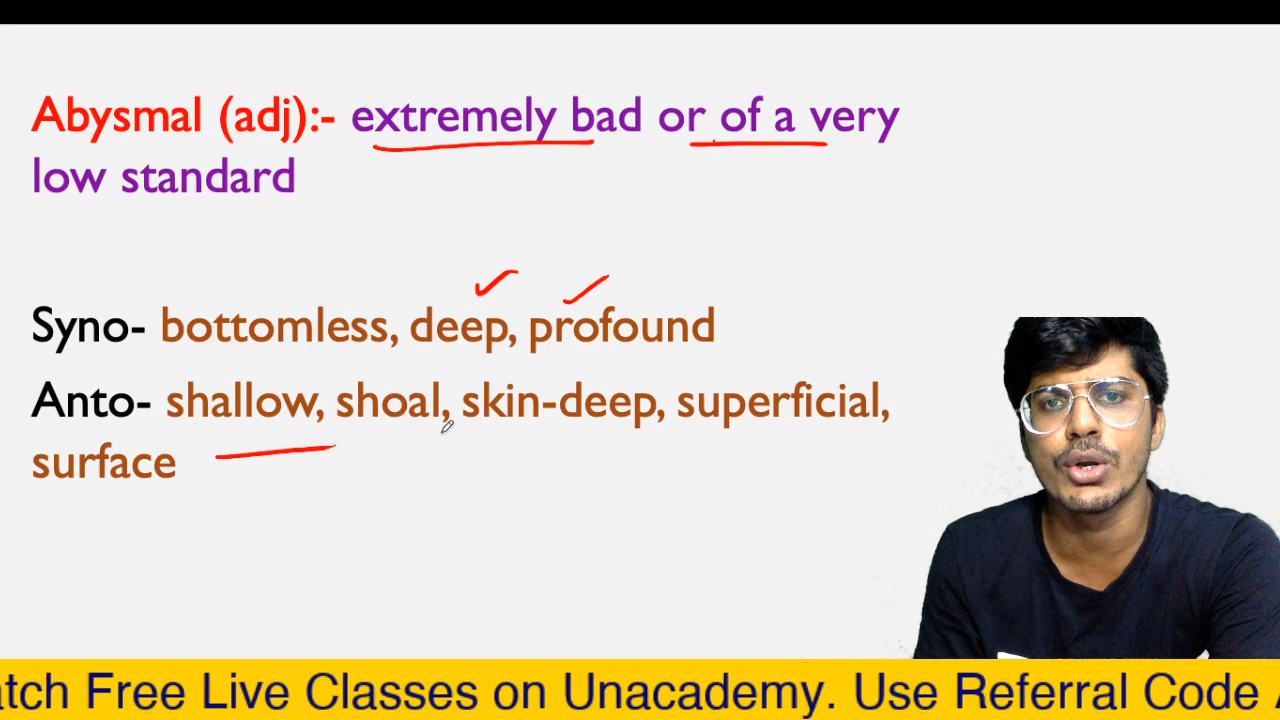 Abysmal (adj):- extremely bad or of a very
low standard
Syno- bottomless, deep, profound
Anto- shallow, shoal, skin-deep, superficial,
surface
atch Free Live Classes on Unacademy. Use Referral Code